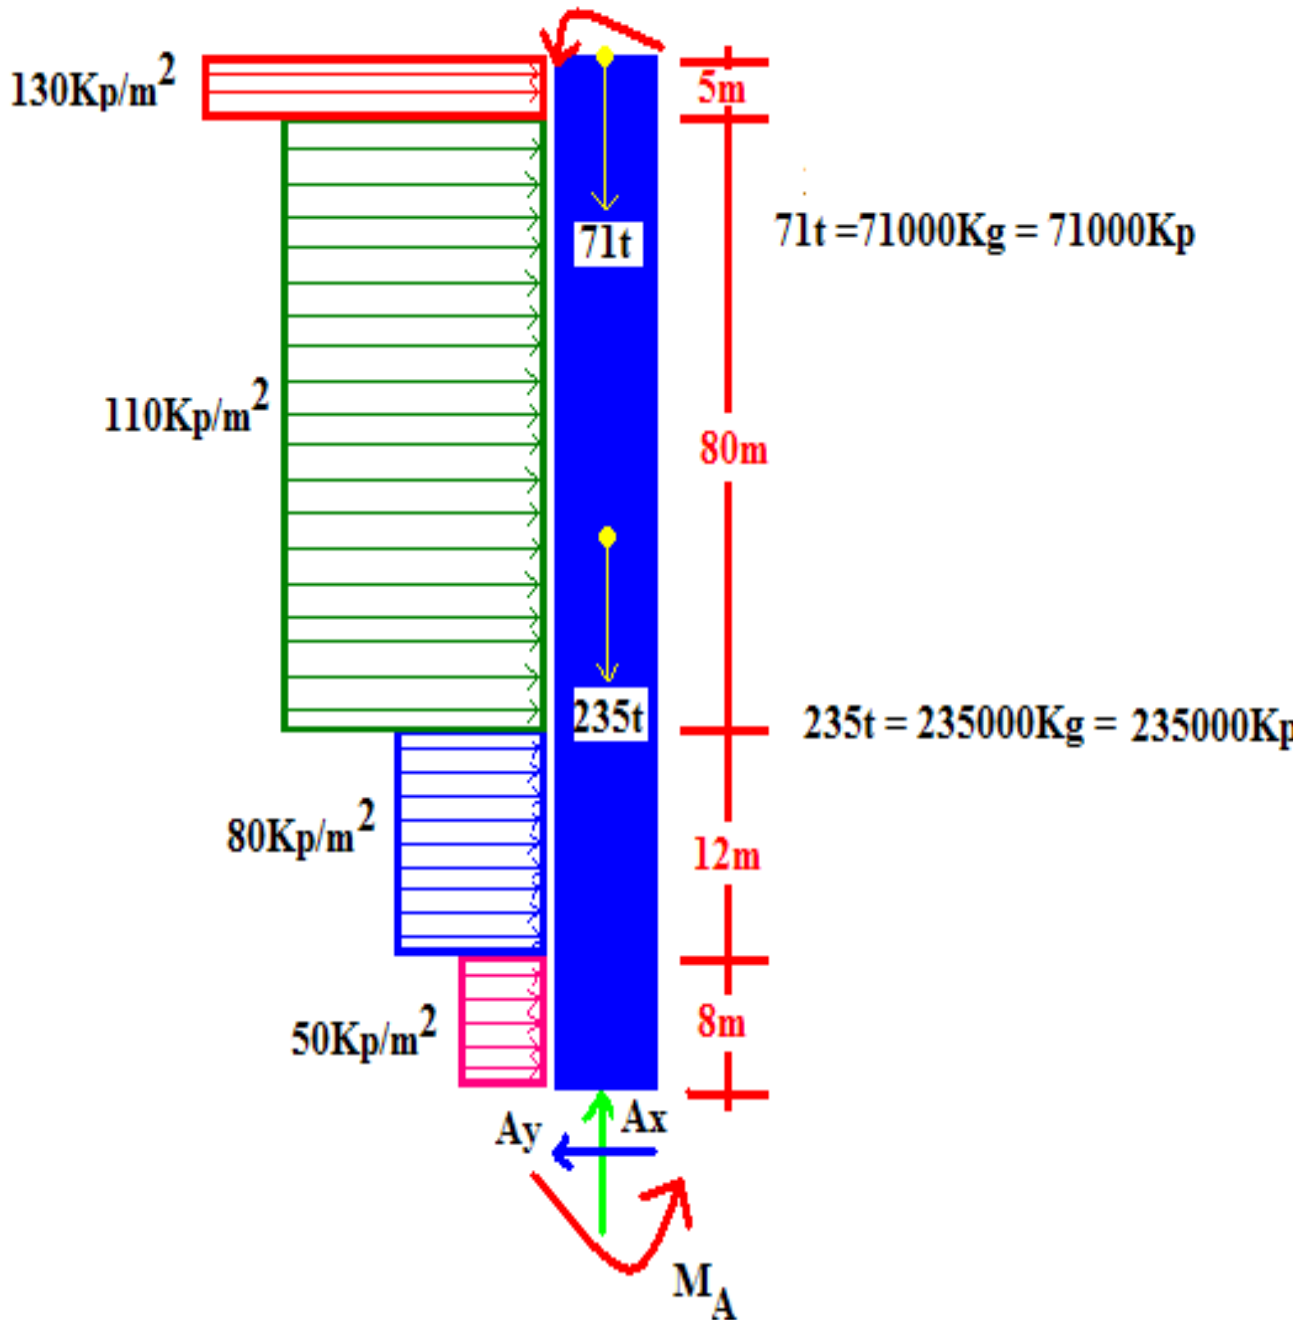 130Kp/m²
5m
71t
71t =71000Kg = 71000Kp
110Kp/m²
80m
235t
235t = 235000Kg = 235000Kp
80Kp/m²
12m
50Kp/m²
8m
Ay
Ax
M_A